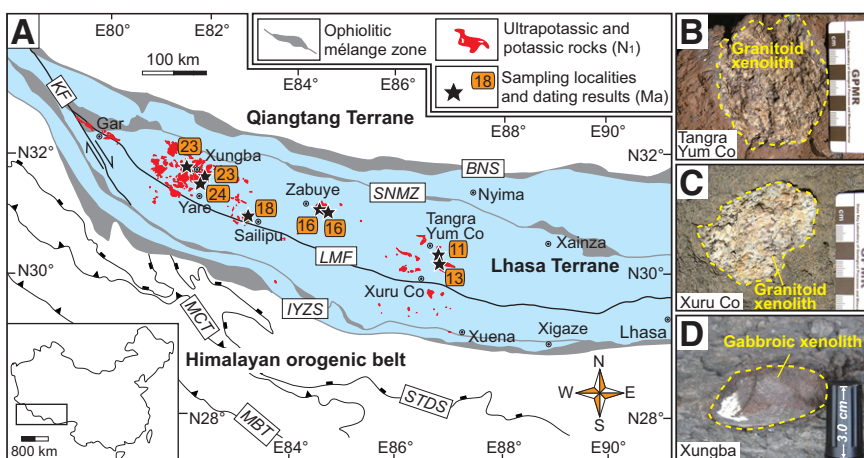 A
E80°
E82°
100 km
E84°
Ophiolitic
mélange zone
Ultrapotassic and
potassic rocks (N1)
18
Sampling localities
and dating results (Ma)
Qiangtang Terrane
E88°
E90°
KF
Gar
N32°
23
Xungba
23
24
Yare
18
Sailipu
Zabuye
16
16
BNS
SNMZ
Nyima
N32°
Tangra
Yum Co
11
13
Xainza
Lhasa Terrane
LMF
N30°
N30°
Xuru Co
MCT
IYZS
Xuena
Xigaze
Lhasa
Himalayan orogenic belt
STDS
MBT
N
W
E
S
N28°
N28°
800 km
E84°
E86°
E88°
E90°
B
Granitoid
xenolith
cm
GPMR
Tangra
Yum Co
C
cm
Granitoid
xenolith
Xuru Co
D
Gabbroic xenolith
3.0 cm
Xungba